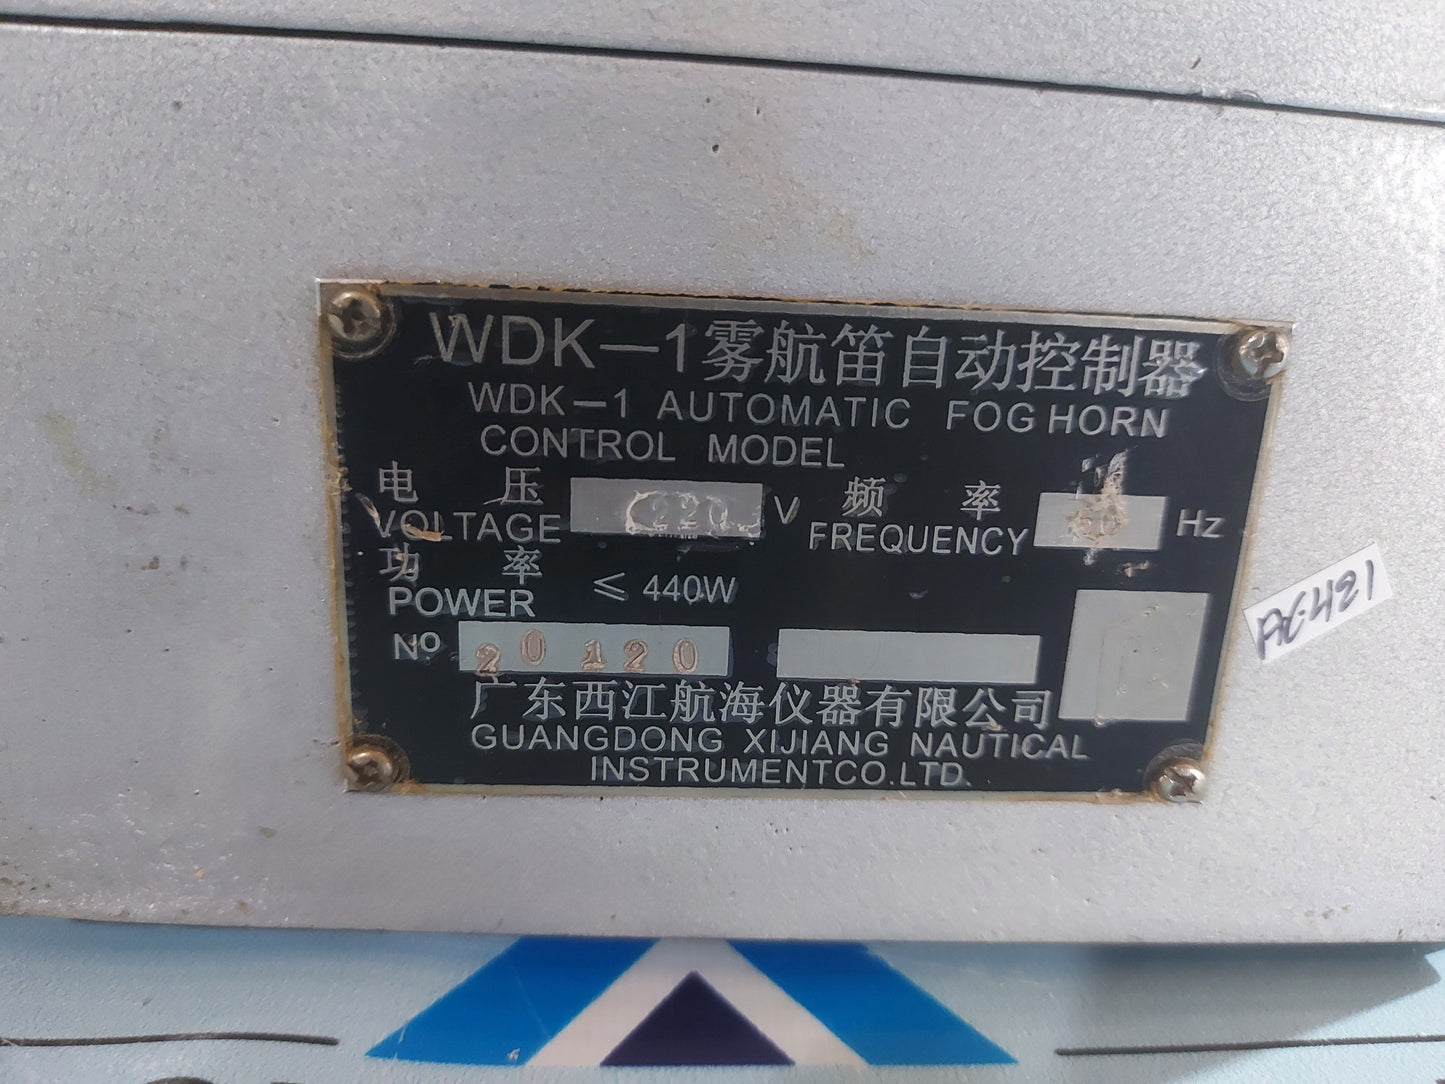 WDK-1雾航笛自动控制器
WDK-1 AUTOMATIC FOG HORN
CONTROL MODEL
电 压 220 V 频 率 Hz
VOLTAGE FREQUENCY
功 率 ≤ 440W
POWER
Nº 20120
广东西江航海仪器有限公司
GUANGDONG XIJIANG NAUTICAL
INSTRUMENTCO.LTD.
AC-421